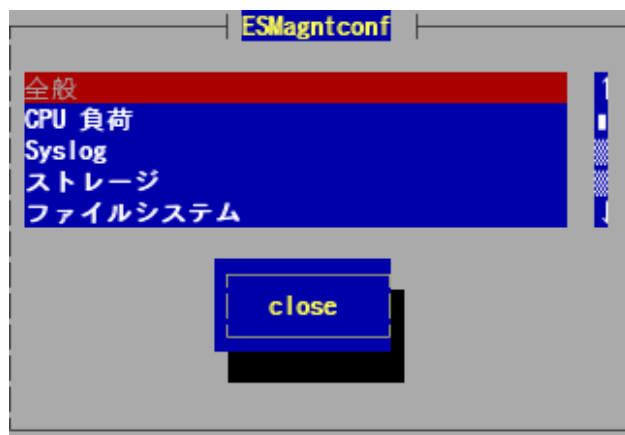 ESMagntconf
全般
CPU 負荷
Syslog
ストレージ
ファイルシステム
close